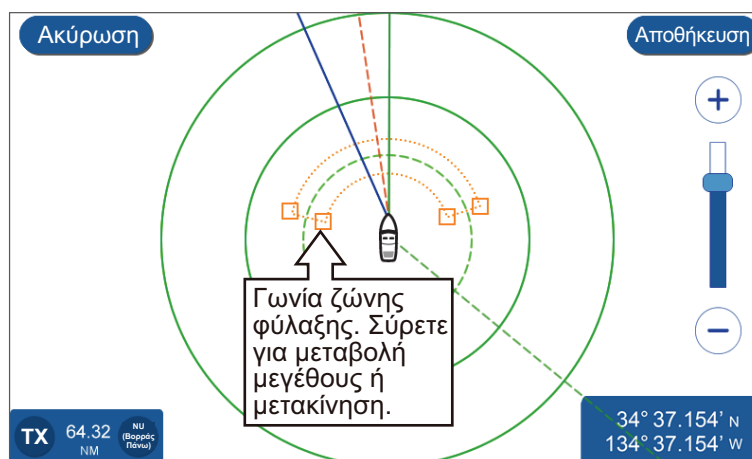 Ακύρωση
Αποθήκευση
Γωνία ζώνης
φύλαξης. Σύρετε
για μεταβολή
μεγέθους ή
μετακίνηση.
TX
64.32
NM
NU
(Βορράς
Πάνω)
34° 37.154’ N
134° 37.154’ W